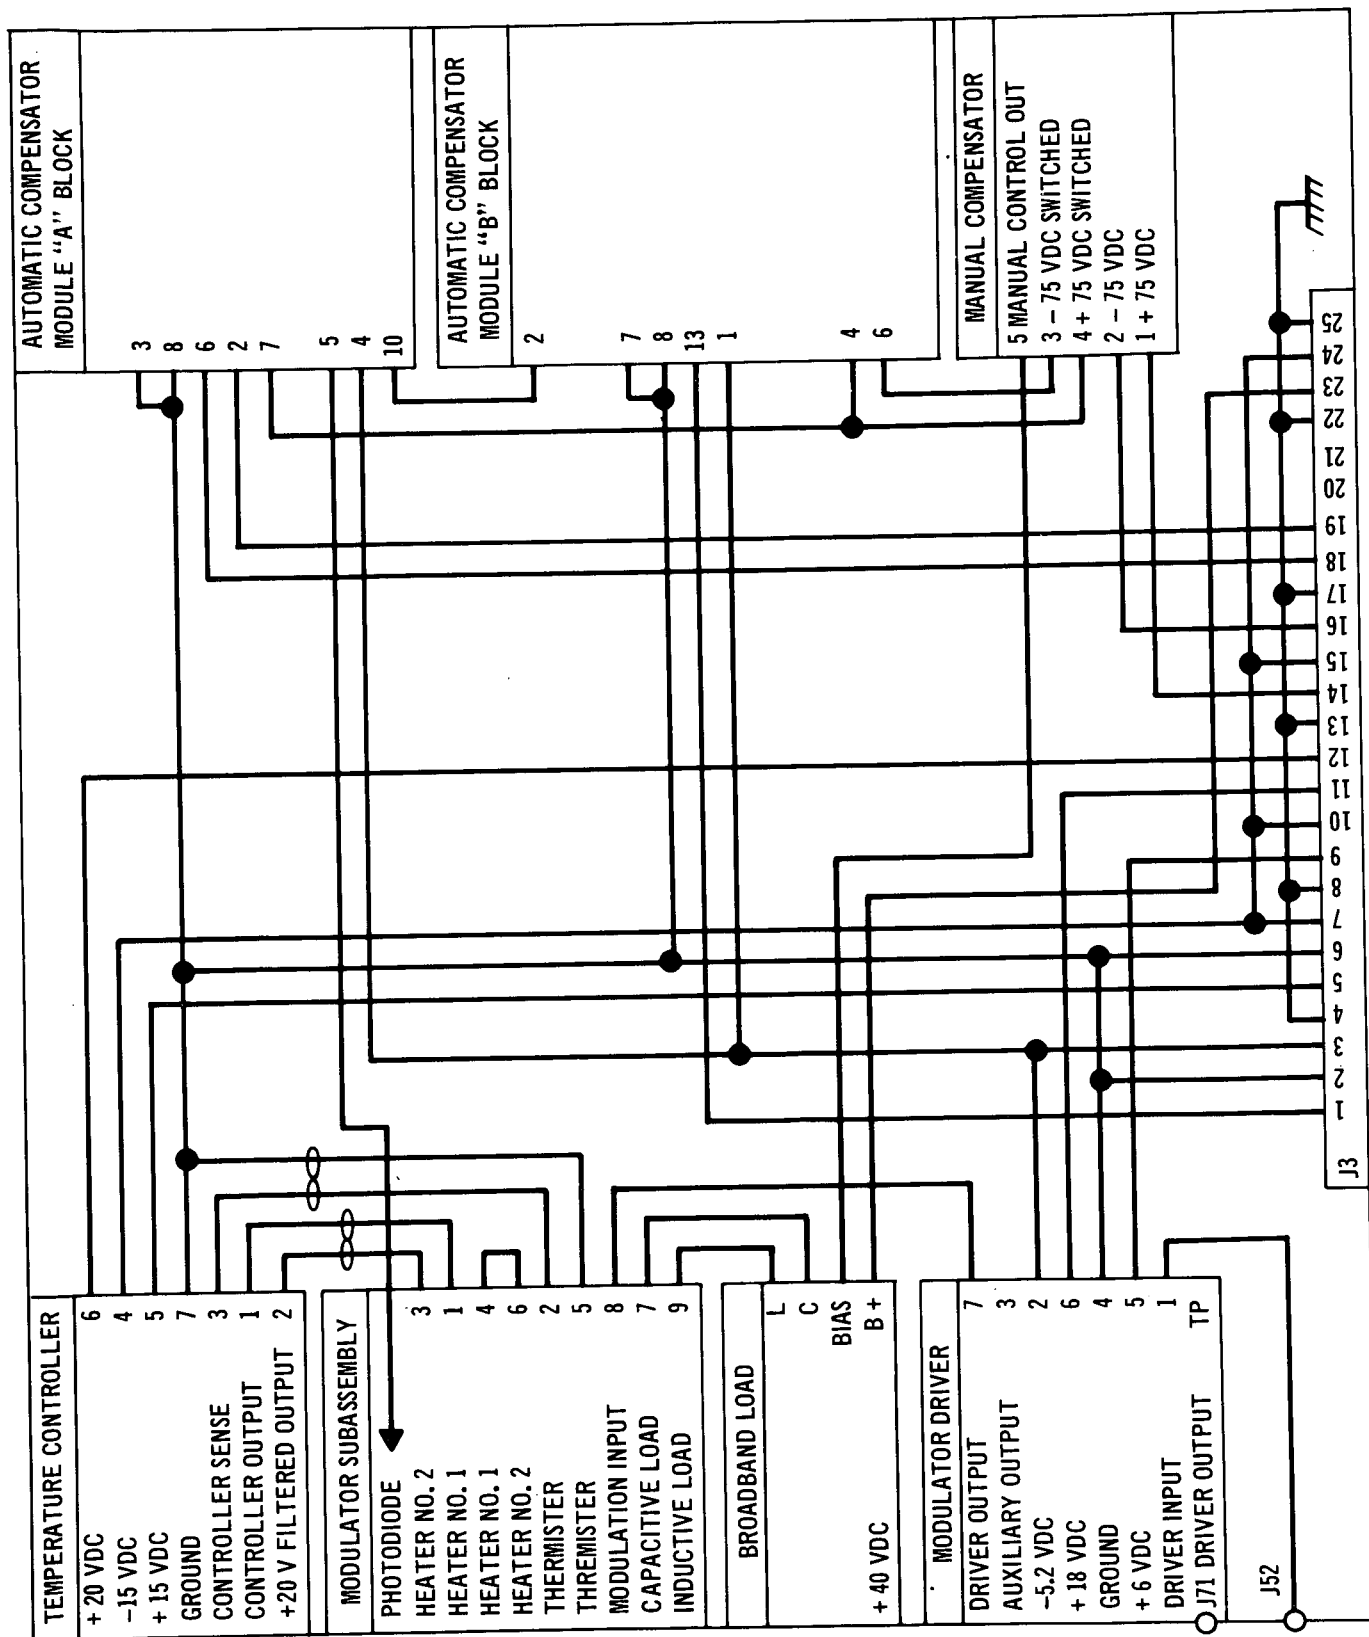 TEMPERATURE CONTROLLER
+ 20 VDC 6
-15 VDC 4
+ 15 VDC 5
GROUND 7
CONTROLLER SENSE 3
CONTROLLER OUTPUT 1
+20 V FILTERED OUTPUT 2
MODULATOR SUBASSEMBLY
PHOTODIODE
HEATER NO. 2 3
HEATER NO. 1 1
HEATER NO. 1 4
HEATER NO. 2 6
THERMISTER 2
THREMISTER 5
MODULATION INPUT 8
CAPACITIVE LOAD 7
INDUCTIVE LOAD 9
BROADBAND LOAD
L
C
BIAS
+ 40 VDC B +
MODULATOR DRIVER
DRIVER OUTPUT 7
AUXILIARY OUTPUT 3
-5.2 VDC 2
+ 18 VDC 6
GROUND 4
+ 6 VDC 5
DRIVER INPUT 1
J71 DRIVER OUTPUT TP
J52
AUTOMATIC COMPENSATOR
MODULE "A" BLOCK
3
8
6
2
7
5
4
10
AUTOMATIC COMPENSATOR
MODULE "B" BLOCK
2
7
8
13
1
4
6
MANUAL COMPENSATOR
5 MANUAL CONTROL OUT
3 - 75 VDC SWITCHED
4 + 75 VDC SWITCHED
2 - 75 VDC
1 + 75 VDC
J3 1 2 3 4 5 6 7 8 9 10 11 12 13 14 15 16 17 18 19 20 21 22 23 24 25